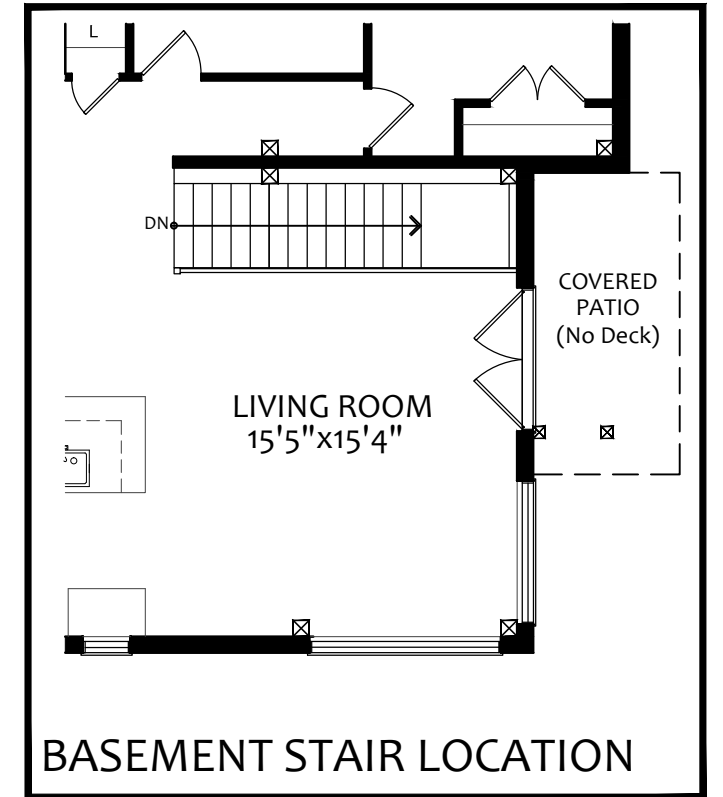 L
DN
COVERED
PATIO
(No Deck)
LIVING ROOM
15'5"x15'4"
BASEMENT STAIR LOCATION